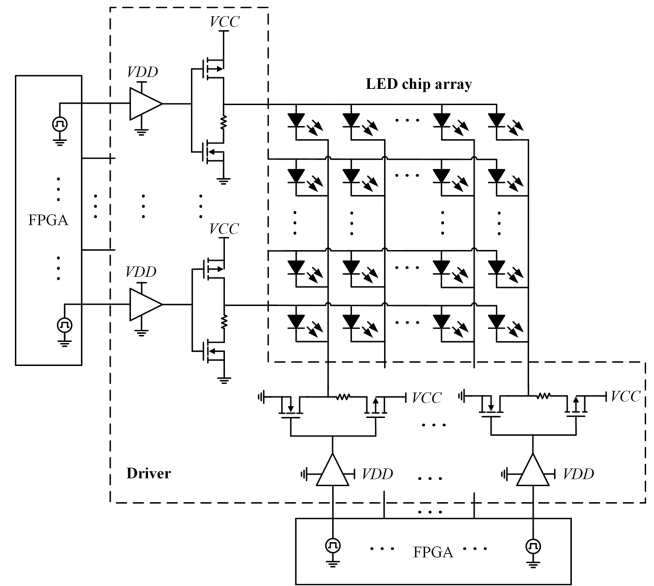 VCC
VDD
LED chip array
FPGA
VCC
VDD
VCC
VCC
Driver
VDD
VDD
FPGA